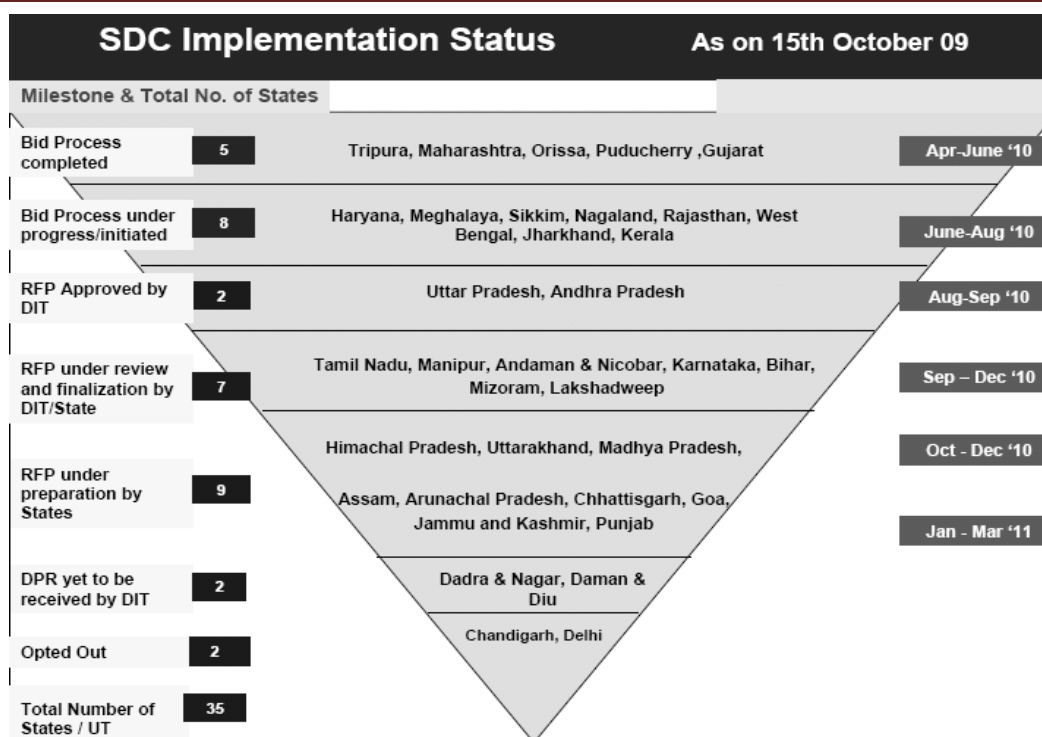 SDC Implementation Status
As on 15th October 09
Milestone & Total No. of States
Bid Process
completed
5
Tripura, Maharashtra, Orissa, Puducherry ,Gujarat
Apr-June ‘10
Bid Process under
progress/initiated
8
Haryana, Meghalaya, Sikkim, Nagaland, Rajasthan, West
Bengal, Jharkhand, Kerala
June-Aug ‘10
RFP Approved by
DIT
2
Uttar Pradesh, Andhra Pradesh
Aug-Sep ‘10
RFP under review
and finalization by
DIT/State
7
Tamil Nadu, Manipur, Andaman & Nicobar, Karnataka, Bihar,
Mizoram, Lakshadweep
Sep – Dec ‘10
RFP under
preparation by
States
9
Himachal Pradesh, Uttarakhand, Madhya Pradesh,
Assam, Arunachal Pradesh, Chhattisgarh, Goa,
Jammu and Kashmir, Punjab
Oct - Dec ‘10
Jan - Mar ‘11
DPR yet to be
received by DIT
2
Dadra & Nagar, Daman &
Diu
Opted Out
2
Chandigarh, Delhi
Total Number of
States / UT
35